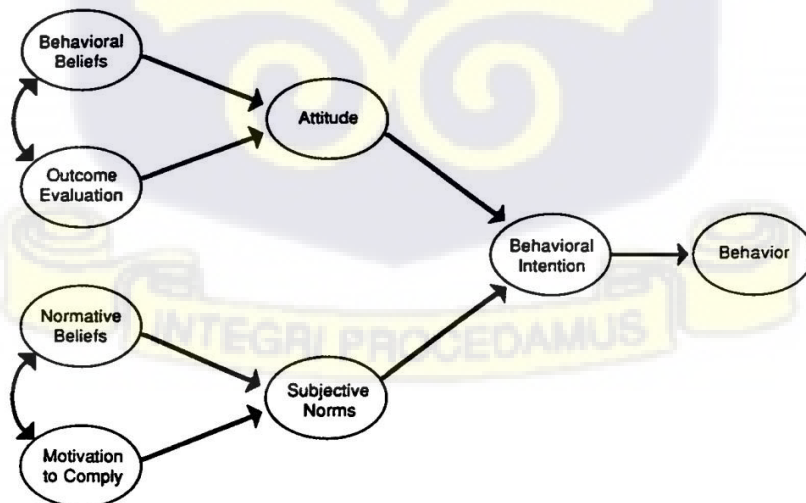 Behavioral
Beliefs
Attitude
Outcome
Evaluation
Behavioral
Intention
Behavior
Normative
Beliefs
INTEGRI PROCEDAMUS
Subjective
Norms
Motivation
to Comply